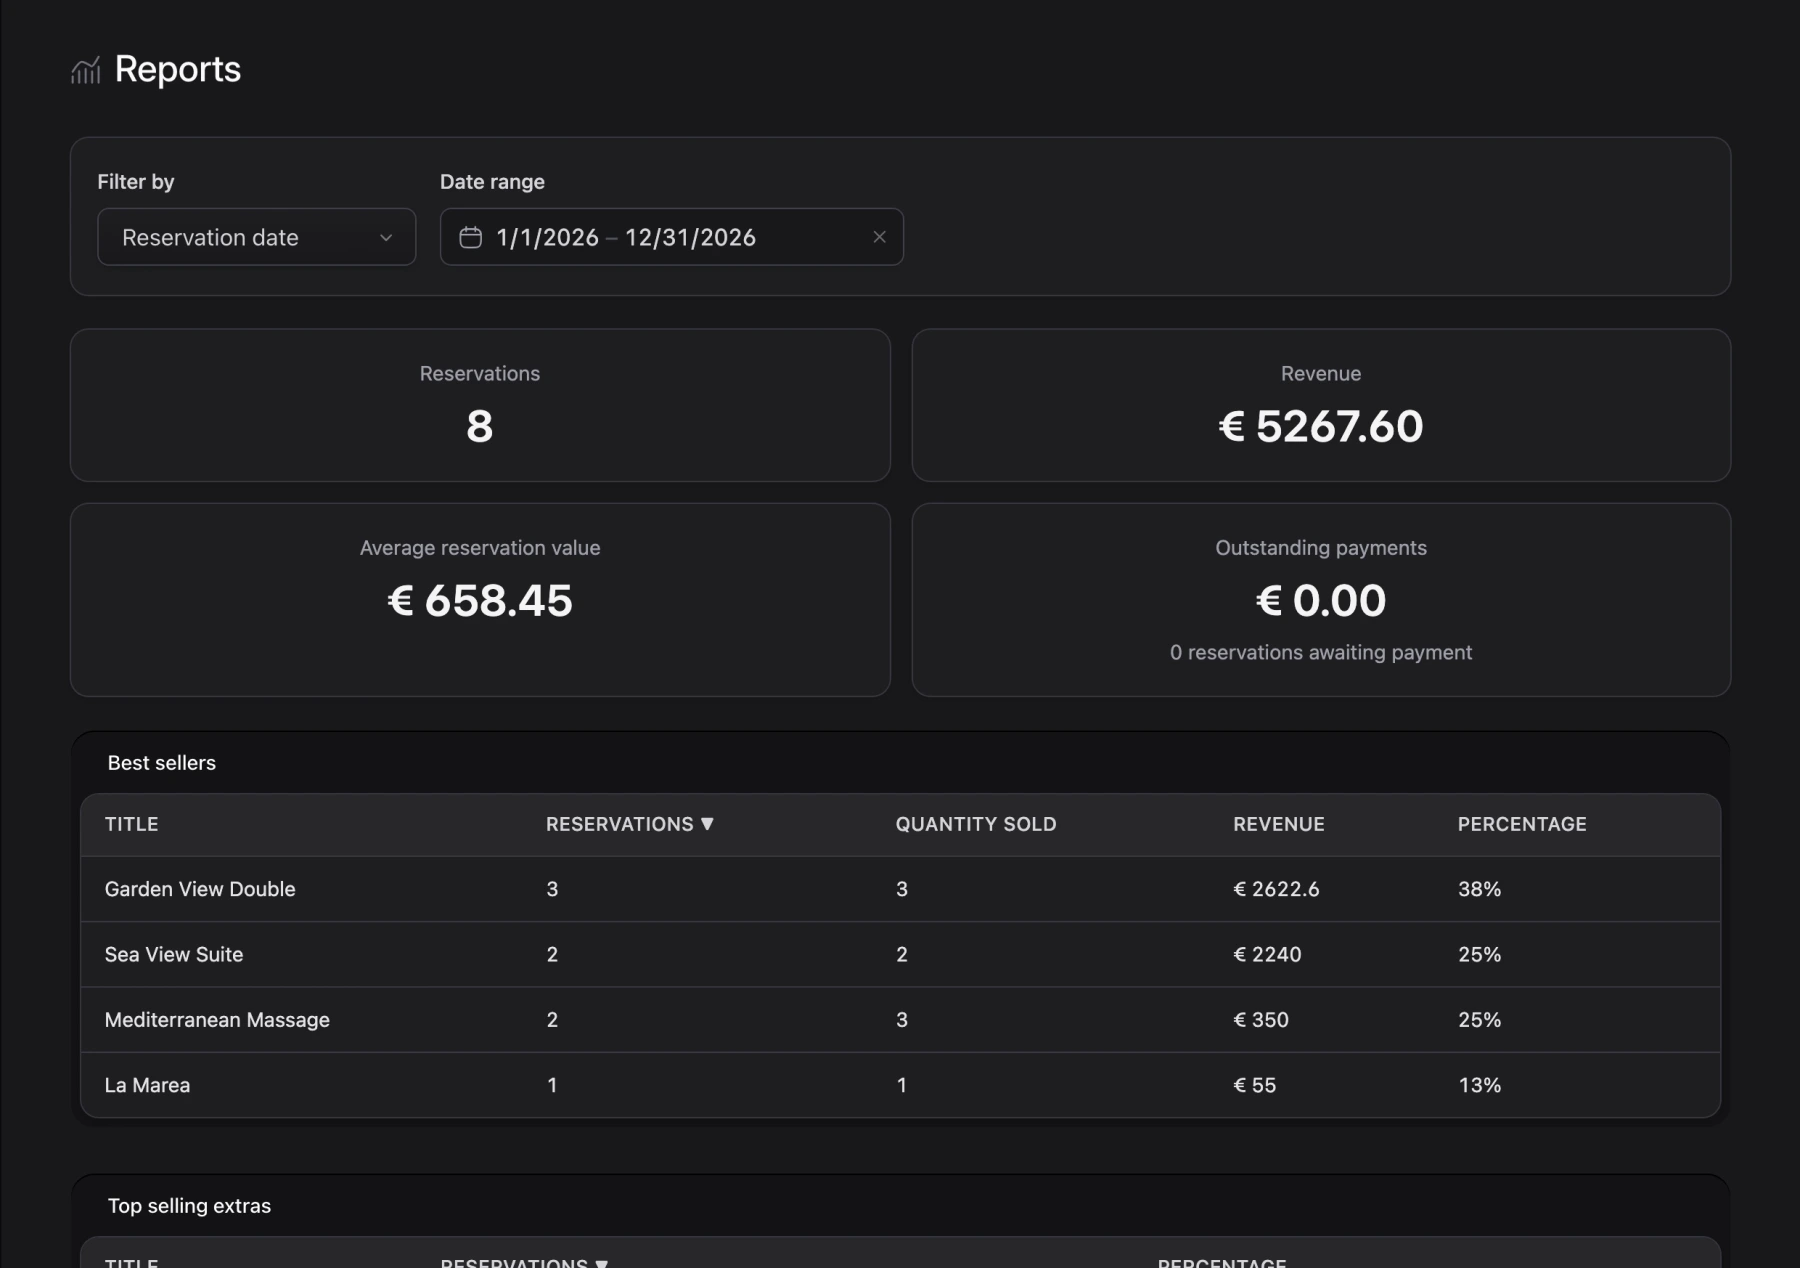 Reports
Filter by
Date range
Reservation date
1/1/2026 – 12/31/2026
Reservations
8
Revenue
€ 5267.60
Average reservation value
€ 658.45
Outstanding payments
€ 0.00
0 reservations awaiting payment
Best sellers
TITLE RESERVATIONS ▼ QUANTITY SOLD REVENUE PERCENTAGE
Garden View Double 3 3 € 2622.6 38%
Sea View Suite 2 2 € 2240 25%
Mediterranean Massage 2 3 € 350 25%
La Marea 1 1 € 55 13%
Top selling extras
TITLE RESERVATIONS ▼ PERCENTAGE